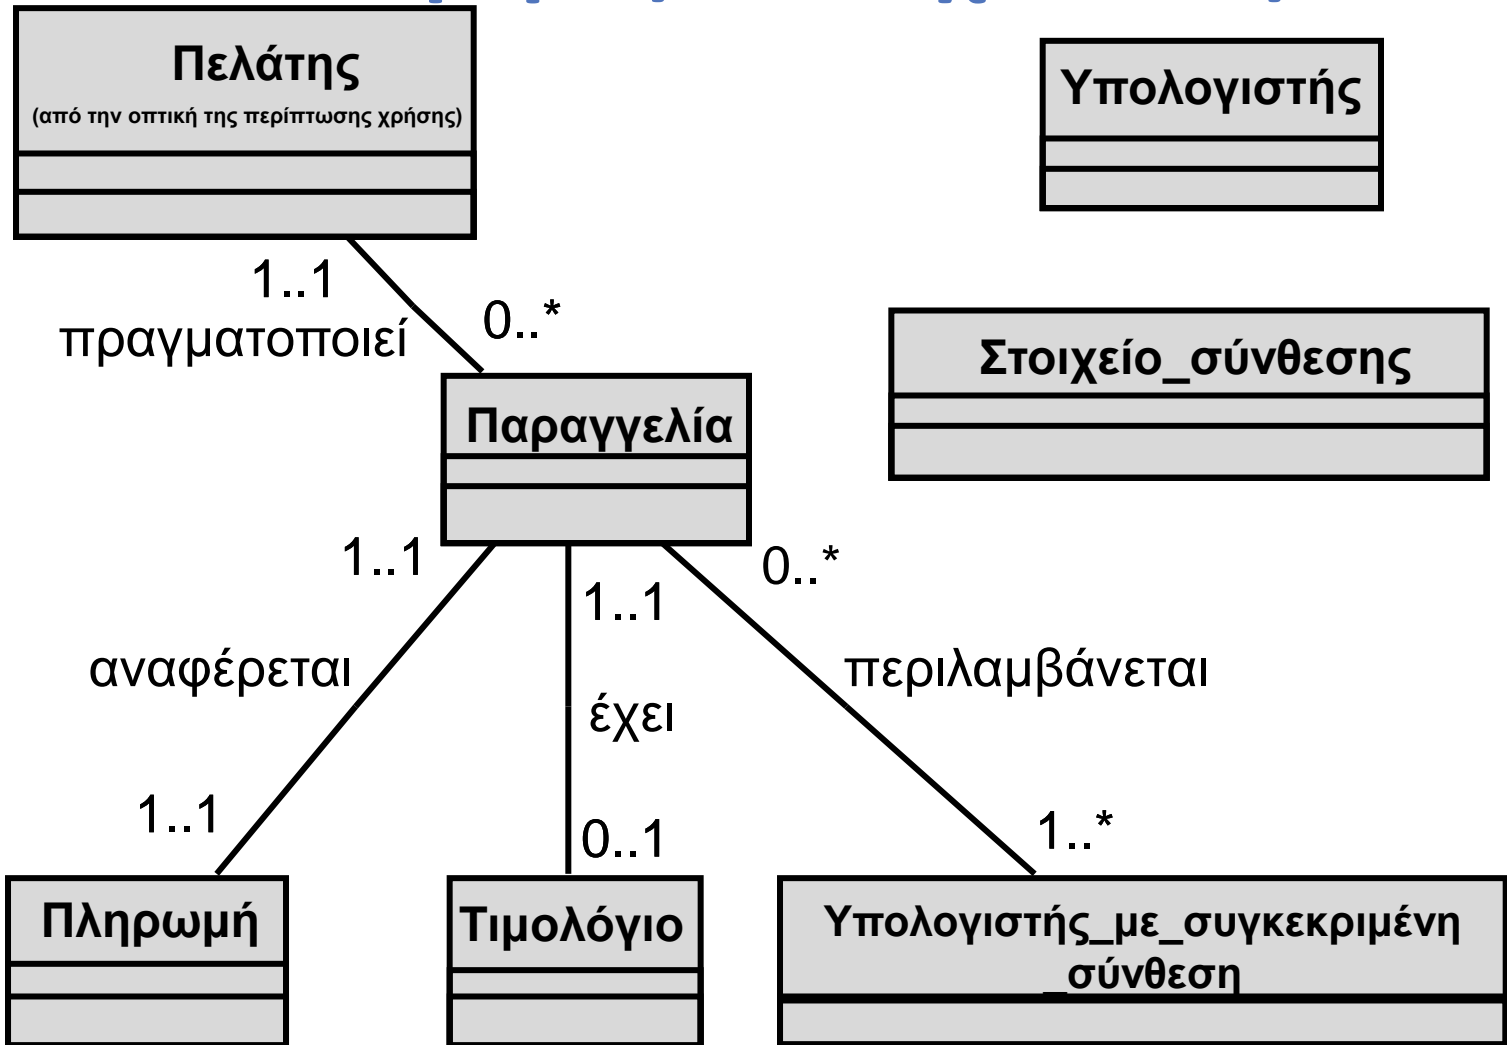 Πελάτης
(από την οπτική της περίπτωσης χρήσης)
Υπολογιστής
1..1
0..*
πραγματοποιεί
Στοιχείο_σύνθεσης
Παραγγελία
1..1
1..1
0..*
αναφέρεται
έχει
περιλαμβάνεται
1..1
0..1
1..*
Πληρωμή
Τιμολόγιο
Υπολογιστής_με_συγκεκριμένη
_σύνθεση